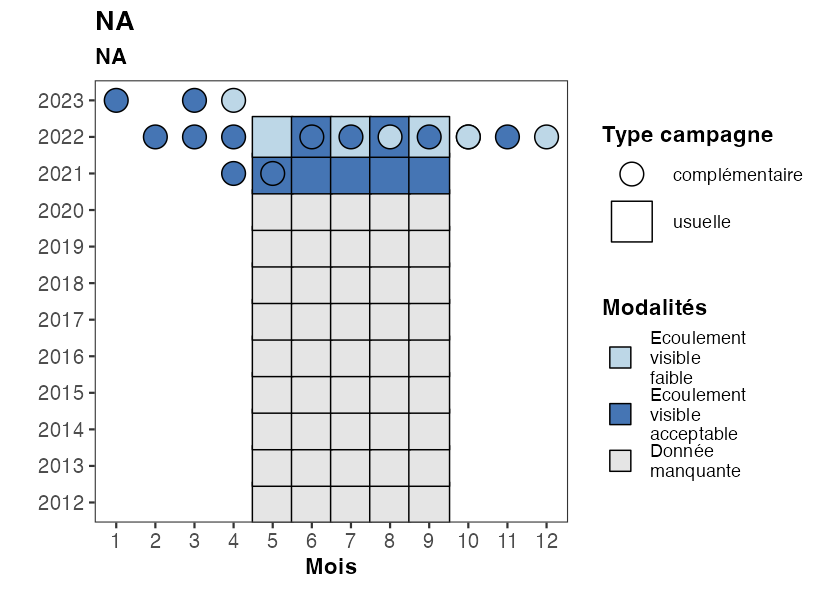 NA
NA
2023
2022
2021
2020
2019
2018
2017
2016
2015
2014
2013
2012
1 2 3 4 5 6 7 8 9 10 11 12
Mois
Type campagne
complémentaire
usuelle
Modalités
Ecoulement
visible
faible
Ecoulement
visible
acceptable
Donnée
manquante